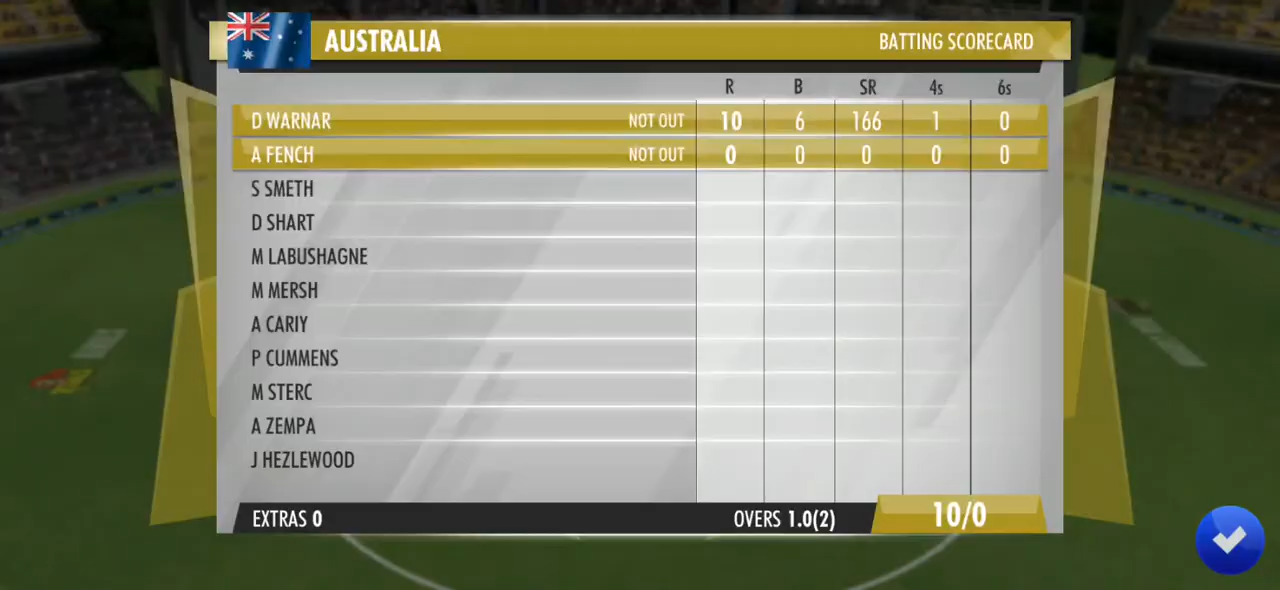 AUSTRALIA BATTING SCORECARD
R B SR 4s 6s
D WARNAR NOT OUT 10 6 166 1 0
A FENCH NOT OUT 0 0 0 0 0
S SMETH
D SHART
M LABUSHAGNE
M MERSH
A CARIY
P CUMMENS
M STERC
A ZEMPA
J HEZLEWOOD
EXTRAS 0 OVERS 1.0(2) 10/0